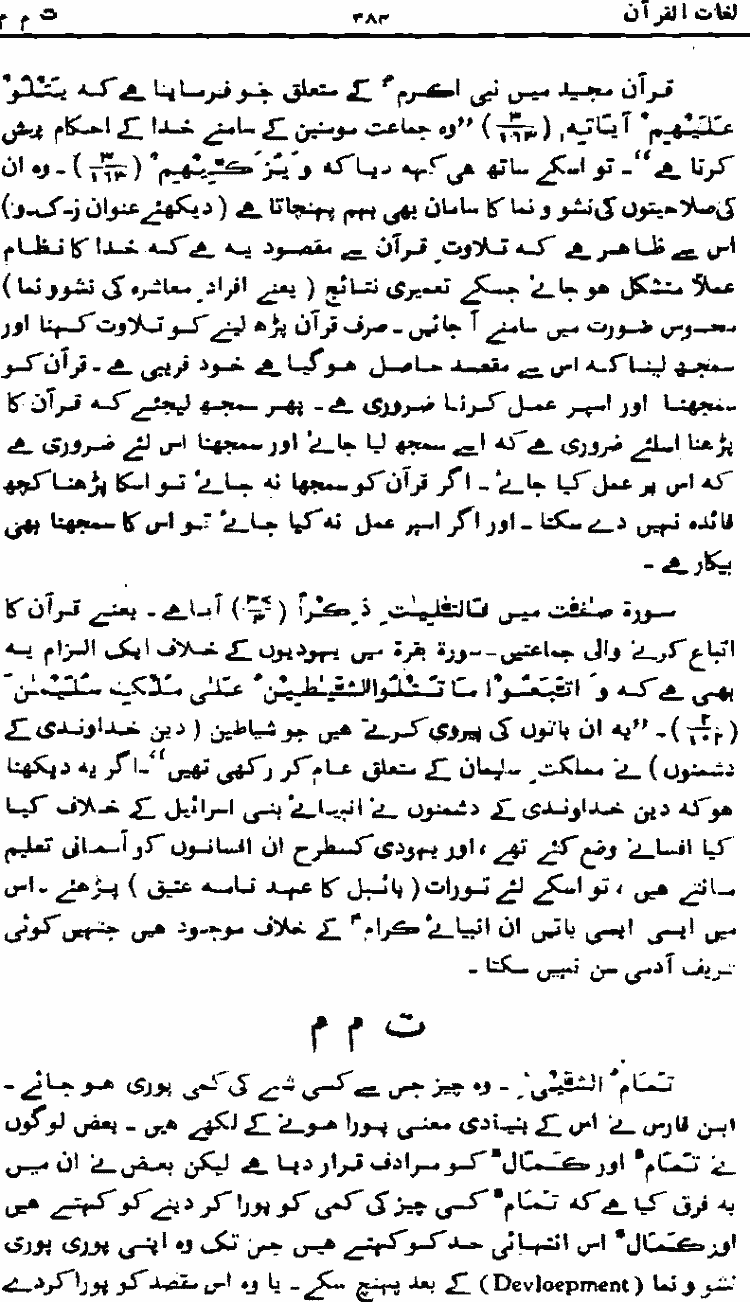 لغات القرآن ۳۸۳ ت م م
قرآن مجید میں نبی اکرمؐ کے متعلق جو فرمایا ہے کہ یَتْلُوْ
عَلَیْہِمْ آیَاتِہٖ (۳/۱۶۳) ”وہ جماعت مومنین کے سامنے خدا کے احکام پیش
کرتا ہے“۔ تو اسکے ساتھ ہی کہہ دیا کہ وَ یُزَکِّیْہِمْ (۳/۱۶۳)۔ وہ ان
کی صلاحیتوں کی نشو و نما کا سامان بھی بہم پہنچاتا ہے (دیکھئے عنوان ز۔ک۔و)
اس سے ظاہر ہے کہ تلاوتِ قرآن سے مقصود یہ ہے کہ خدا کا نظام
عملاً متشکل ہو جائے جسکے تعمیری نتائج (یعنے افرادِ معاشرہ کی نشوونما)
محسوس صورت میں سامنے آ جائیں۔ صرف قرآن پڑھ لینے کو تلاوت کہنا اور
سمجھ لینا کہ اس سے مقصد حاصل ہوگیا ہے خود فریبی ہے۔ قرآن کو
سمجھنا اور اسپر عمل کرنا ضروری ہے۔ پھر سمجھ لیجئے کہ قرآن کا
پڑھنا اسلئے ضروری ہے کہ اسے سمجھ لیا جائے اور سمجھنا اس لئے ضروری ہے
کہ اس پر عمل کیا جائے۔ اگر قرآن کو سمجھا نہ جائے تو اسکا پڑھنا کچھ
فائدہ نہیں دے سکتا۔ اور اگر اسپر عمل نہ کیا جائے تو اس کا سمجھنا بھی
بیکار ہے۔
سورۃ صٰفٰت میں فَالتّٰلِیٰتِ ذِکْراً (۳۷/۳) آیا ہے۔ یعنے قرآن کا
اتباع کرنے والی جماعتیں۔ سورۃ بقرۃ میں یہودیوں کے خلاف ایک الزام یہ
بھی ہے کہ وَ اتَّبَعُوْا مَا تَتْلُوالشَّیٰطِیْنُ عَلٰی مُلْکِ سُلَیْمٰنَ
(۲/۱۰۲)۔ ”یہ ان باتوں کی پیروی کرتے ہیں جو شیاطین (دین خداوندی کے
دشمنوں) نے مملکتِ سلیمان کے متعلق عام کر رکھی تھیں“۔ اگر یہ دیکھنا
ہو کہ دین خداوندی کے دشمنوں نے انبیائے بنی اسرائیل کے خلاف کیا
کیا افسانے وضع کئے تھے، اور یہودی کسطرح ان افسانوں کو آسمانی تعلیم
مانتے ہیں، تو اسکے لئے تورات (بائبل کا عہد نامہ عتیق) پڑھئے۔ اس
میں ایسی ایسی باتیں ان انبیائے کرامؑ کے خلاف موجود ہیں جنہیں کوئی
شریف آدمی سن نہیں سکتا۔
ت م م
تَمَامُ الشَّیْئِ۔ وہ چیز جس سے کسی شے کی کمی پوری ہو جائے۔
ابن فارس نے اس کے بنیادی معنی پورا ہونے کے لکھے ہیں۔ بعض لوگوں
نے تَمَامٌ اور کَمَالٌ کو مرادف قرار دیا ہے لیکن بعض نے ان میں
یہ فرق کیا ہے کہ تَمَامٌ کسی چیز کی کمی کو پورا کر دینے کو کہتے ہیں
اور کَمَالٌ اس انتہائی حد کو کہتے ہیں جس تک وہ اپنی پوری پوری
نشو و نما (Devloepment) کے بعد پہنچ سکے۔ یا وہ اس مقصد کو پورا کردے